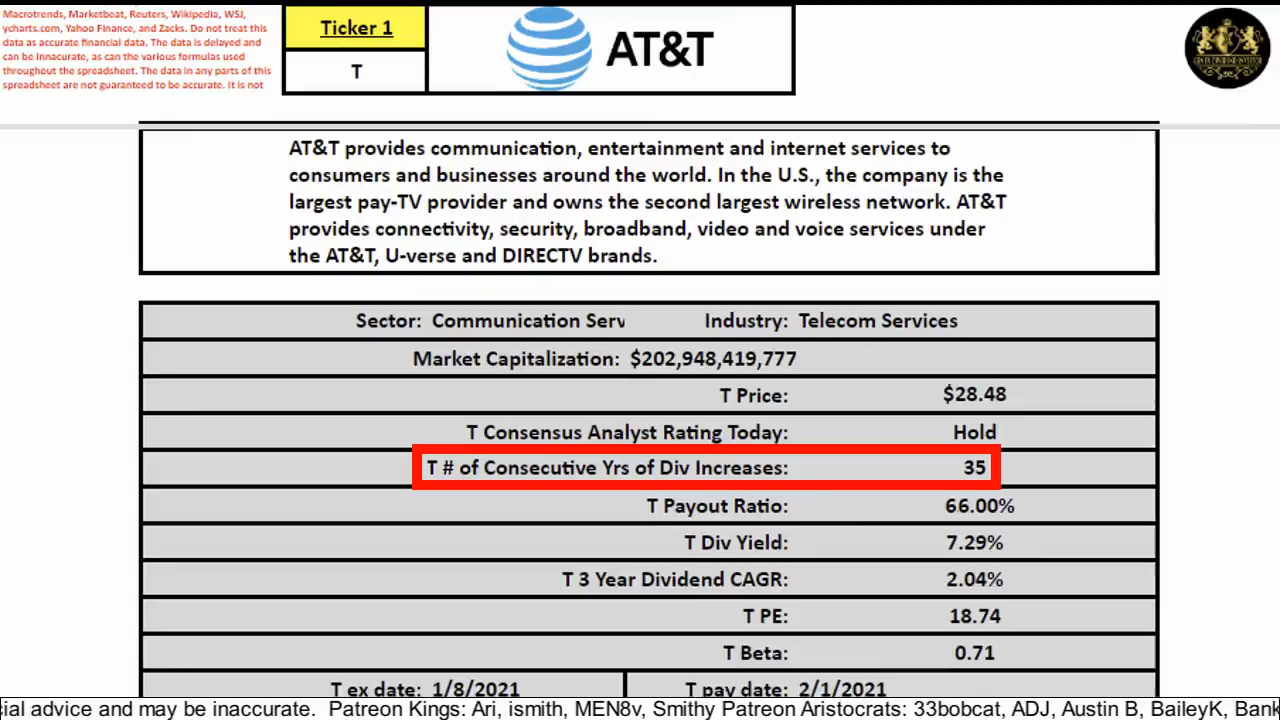 Macrotrends, Marketbeat, Reuters, Wikipedia, WSJ,
ycharts.com, Yahoo Finance, and Zacks. Do not treat this
data as accurate financial data. The data is delayed and
can be innacurate, as can the various formulas used
throughout the spreadsheet. The data in any parts of this
spreadsheet are not guaranteed to be accurate. It is not
Ticker 1
T
AT&T
AT&T provides communication, entertainment and internet services to
consumers and businesses around the world. In the U.S., the company is the
largest pay-TV provider and owns the second largest wireless network. AT&T
provides connectivity, security, broadband, video and voice services under
the AT&T, U-verse and DIRECTV brands.
Sector: Communication Serv Industry: Telecom Services
Market Capitalization: $202,948,419,777
T Price: $28.48
T Consensus Analyst Rating Today: Hold
T # of Consecutive Yrs of Div Increases: 35
T Payout Ratio: 66.00%
T Div Yield: 7.29%
T 3 Year Dividend CAGR: 2.04%
T PE: 18.74
T Beta: 0.71
T ex date: 1/8/2021 T pay date: 2/1/2021
cial advice and may be inaccurate. Patreon Kings: Ari, ismith, MEN8v, Smithy Patreon Aristocrats: 33bobcat, ADJ, Austin B, BaileyK, Bank